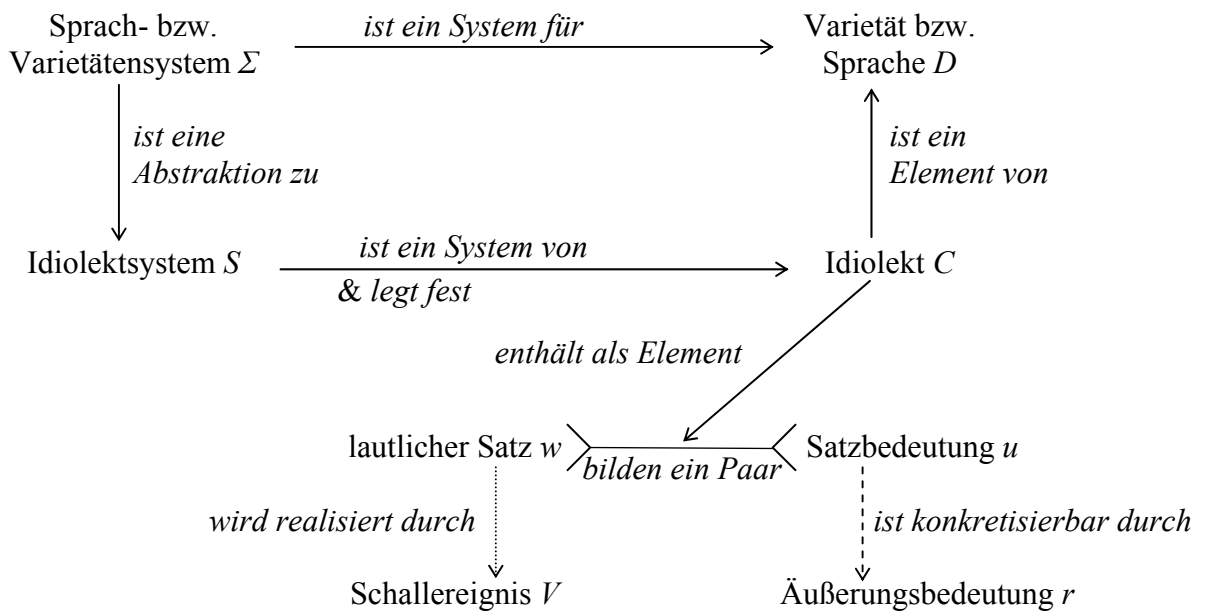 Sprach- bzw. ist ein System für Varietät bzw.
Varietätensystem Σ Sprache D
ist eine ist ein
Abstraktion zu Element von
ist ein System von
Idiolektsystem S Idiolekt C
& legt fest
enthält als Element
lautlicher Satz w Satzbedeutung u
bilden ein Paar
wird realisiert durch ist konkretisierbar durch
Schallereignis V Äußerungsbedeutung r